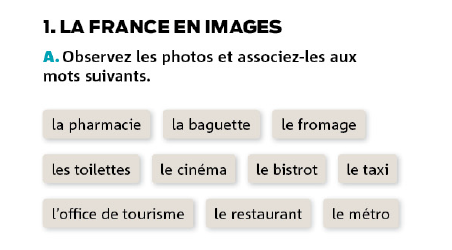 1. LA FRANCE EN IMAGES
A. Observez les photos et associez-les aux
mots suivants.
la pharmacie la baguette le fromage
les toilettes le cinéma le bistrot le taxi
l'office de tourisme le restaurant le métro